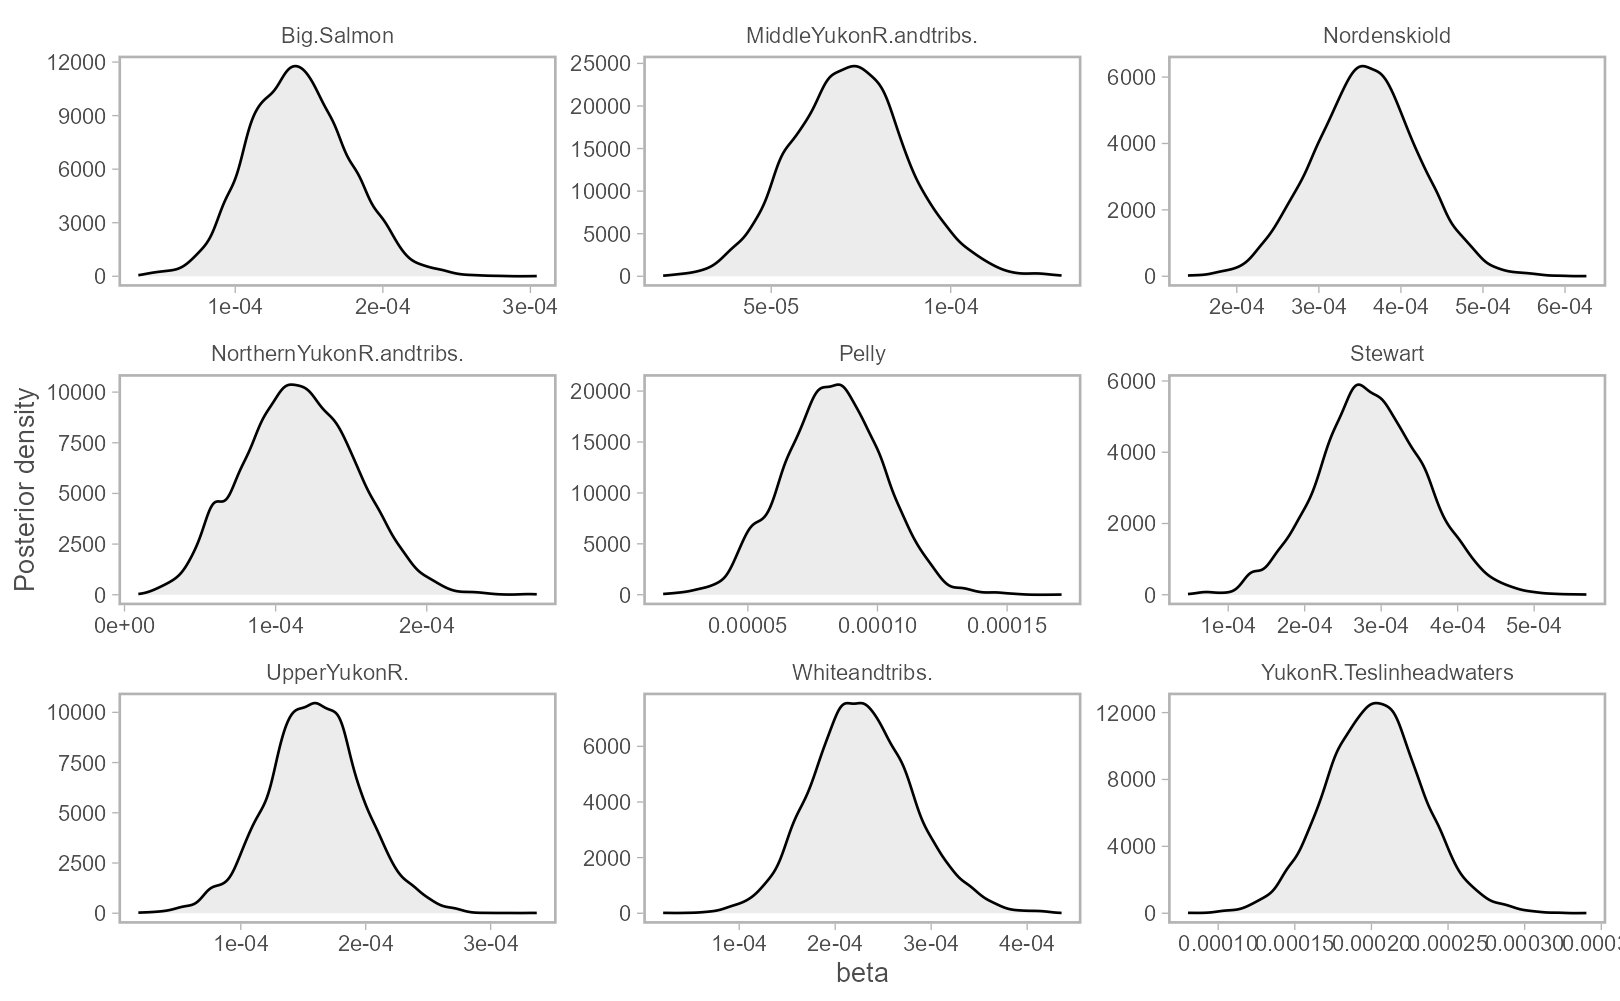 Big.Salmon
MiddleYukonR.andtribs.
Nordenskiold
12000
9000
6000
3000
0
1e-04
2e-04
3e-04
25000
20000
15000
10000
5000
0
5e-05
1e-04
6000
4000
2000
0
2e-04
3e-04
4e-04
5e-04
6e-04
NorthernYukonR.andtribs.
Pelly
Stewart
Posterior density
10000
7500
5000
2500
0
0e+00
1e-04
2e-04
20000
15000
10000
5000
0
0.00005
0.00010
0.00015
6000
4000
2000
0
1e-04
2e-04
3e-04
4e-04
5e-04
UpperYukonR.
Whiteandtribs.
YukonR.Teslinheadwaters
10000
7500
5000
2500
0
1e-04
2e-04
3e-04
6000
4000
2000
0
1e-04
2e-04
3e-04
4e-04
12000
8000
4000
0
0.00010
0.00015
0.00020
0.00025
0.00030
beta